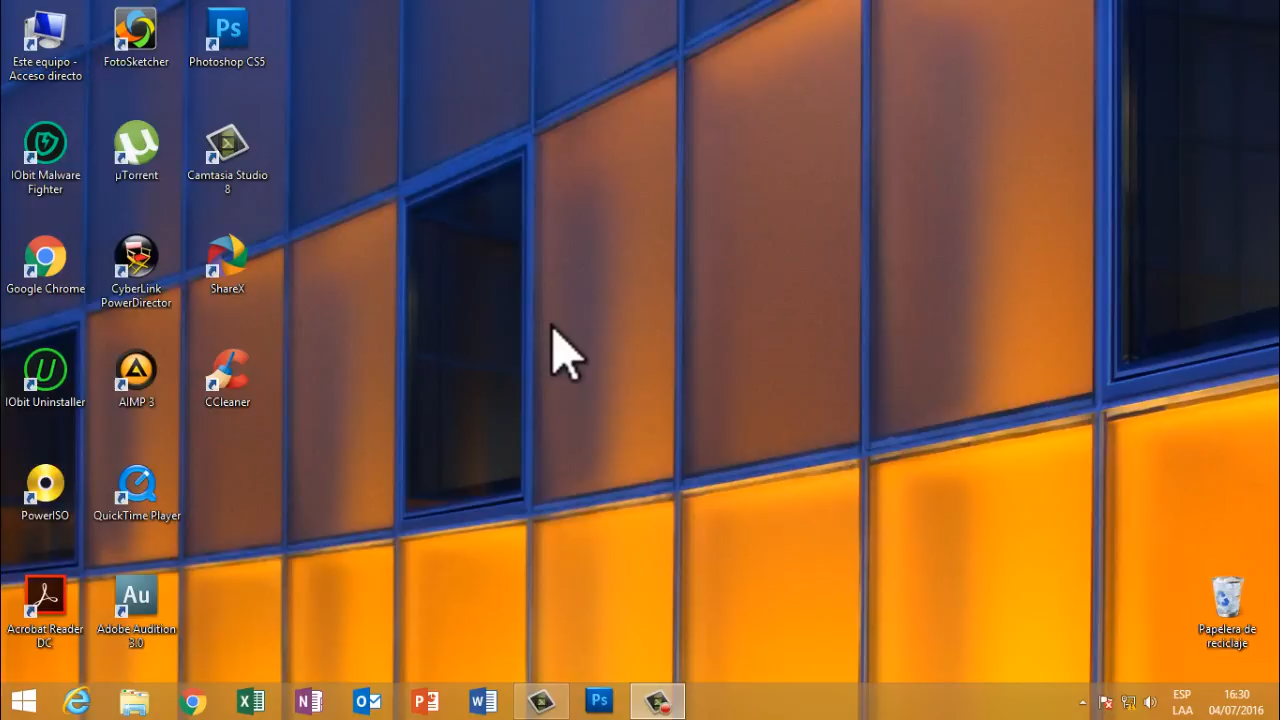 Este equipo -
Acceso directo
FotoSketcher
Ps
Photoshop CS5
IObit Malware
Fighter
µ
µTorrent
Camtasia Studio
8
Google Chrome
CyberLink
PowerDirector
ShareX
U
IObit Uninstaller
AIMP 3
CCleaner
PowerISO
QuickTime Player
Acrobat Reader
DC
Au
Adobe Audition
3.0
Papelera de
reciclaje
Ps
ESP
LAA
16:30
04/07/2016